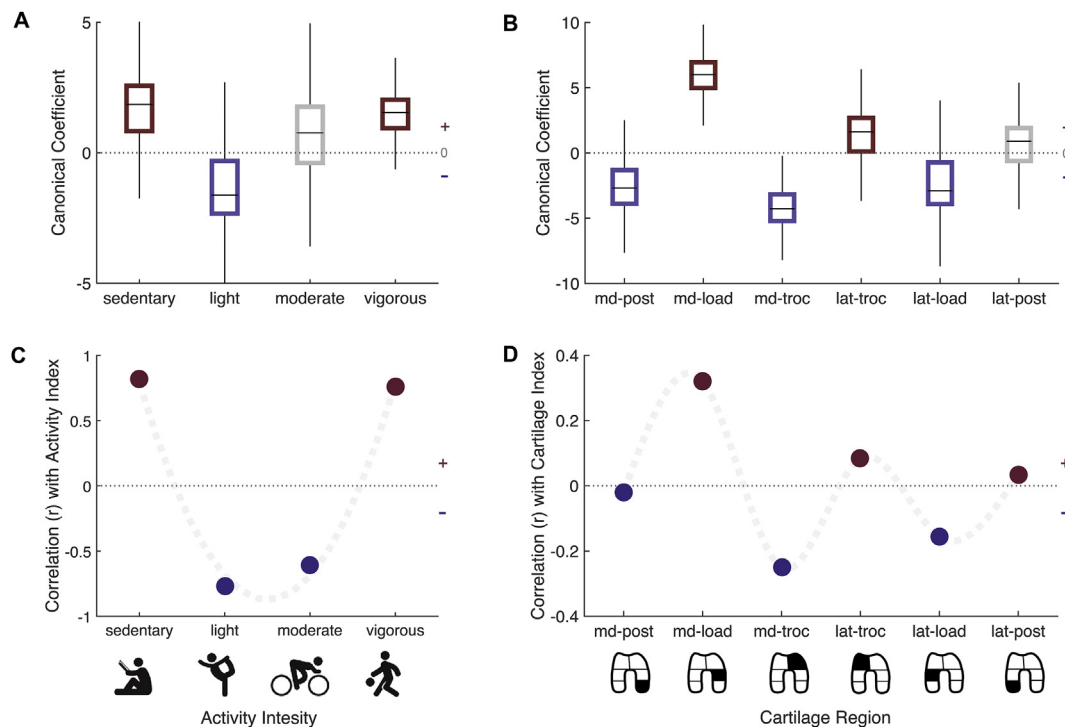 A
Canonical Coefficient
5
0
-5
+
0
-
sedentary light moderate vigorous
B
Canonical Coefficient
10
5
0
-5
-10
0
-
md-post md-load md-troc lat-troc lat-load lat-post
C
Correlation (r) with Activity Index
1
0.5
0
-0.5
-1
+
-
sedentary light moderate vigorous
Activity Intesity
D
Correlation (r) with Cartilage Index
0.4
0.2
0
-0.2
-0.4
+
-
md-post md-load md-troc lat-troc lat-load lat-post
Cartilage Region